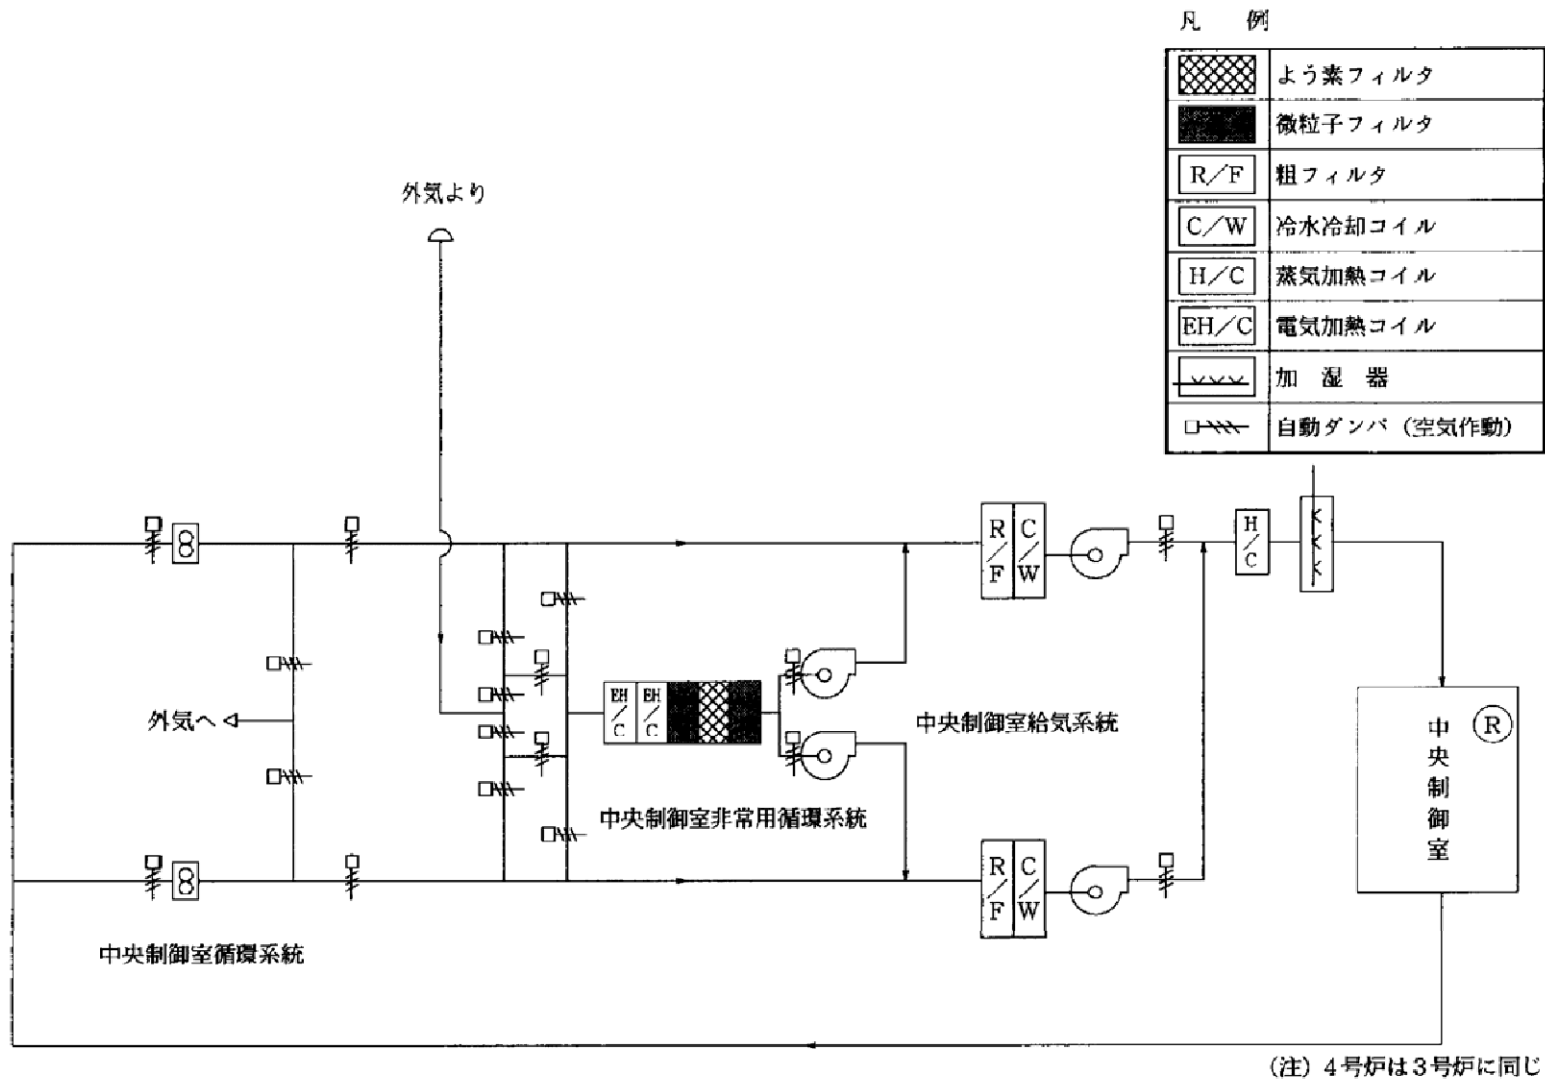 凡 例
よう素フィルタ
微粒子フィルタ
R/F 粗フィルタ
C/W 冷水冷却コイル
H/C 蒸気加熱コイル
EH/C 電気加熱コイル
加 湿 器
自動ダンパ (空気作動)
外気より
R/F C/W
H/C
外気へ
EH/C EH/C
中央制御室給気系統
中央制御室
R
中央制御室非常用循環系統
R/F C/W
中央制御室循環系統
(注) 4号炉は3号炉に同じ